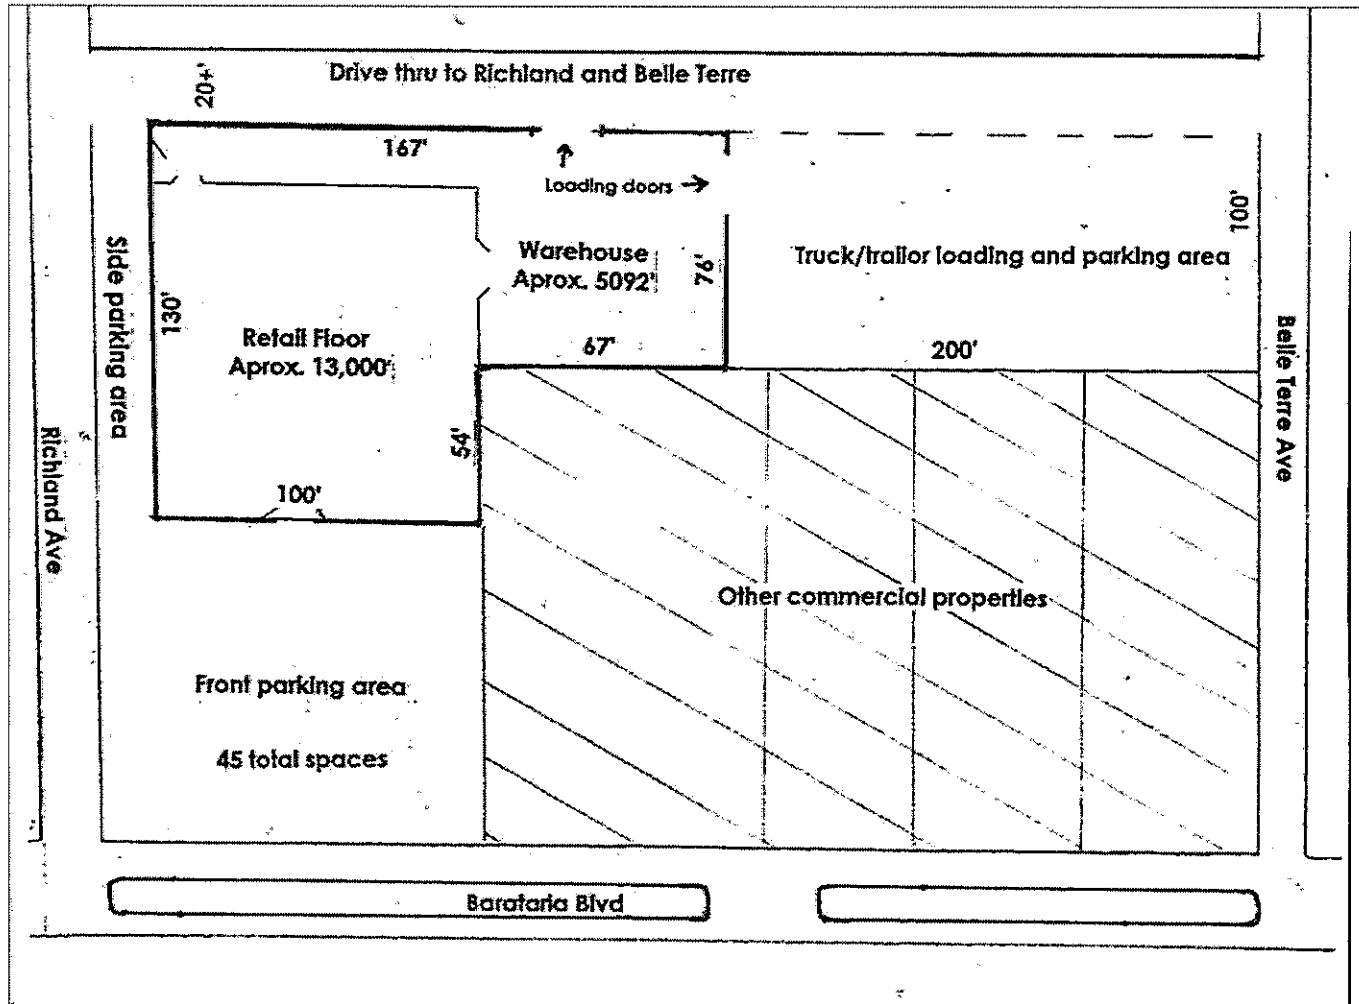 Drive thru to Richland and Belle Terre
20+'
167'
Loading doors
100'
Side parking area
130'
Warehouse
Aprox. 5092'
76'
Truck/trailor loading and parking area
Retail Floor
Aprox. 13,000'
67'
200'
Belle Terre Ave
Richland Ave
54'
100'
Other commercial properties
Front parking area
45 total spaces
Barataria Blvd